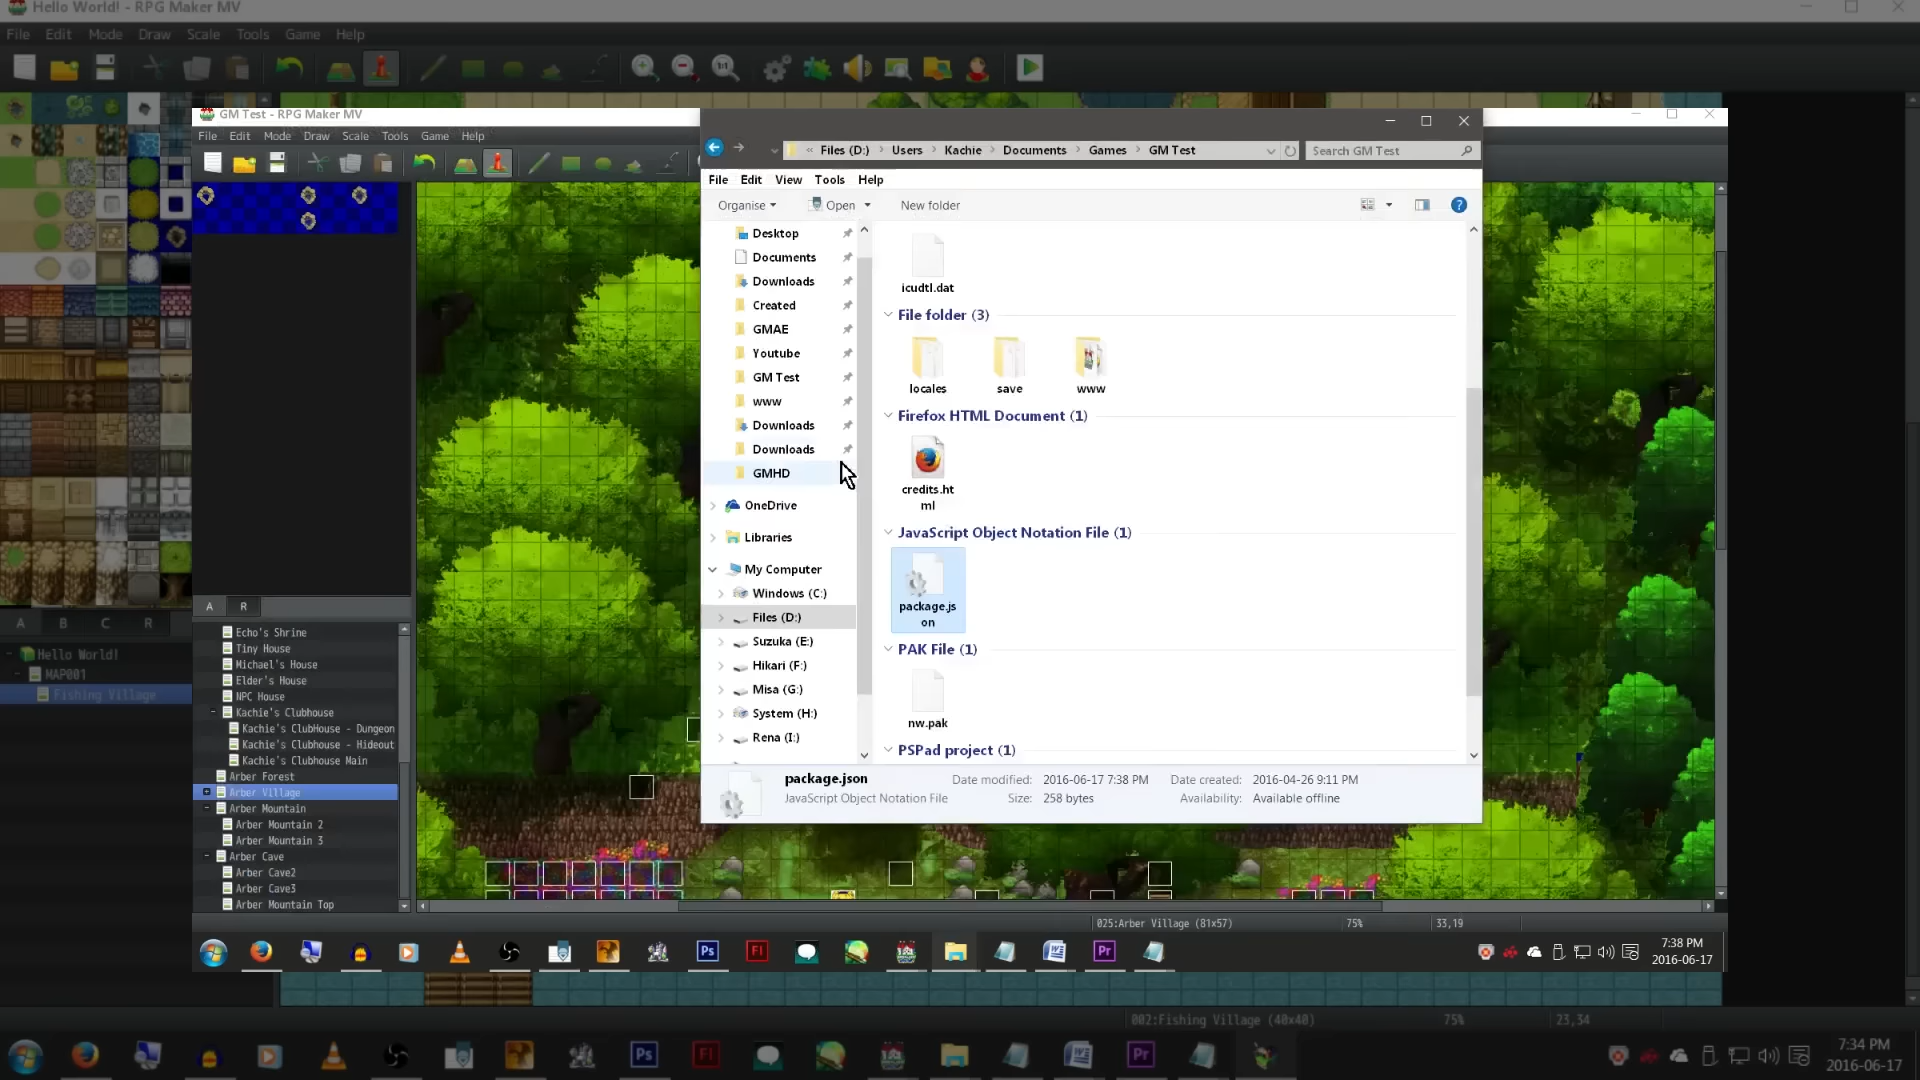 Hello World! - RPG Maker MV
File Edit Mode Draw Scale Tools Game Help
GM Test - RPG Maker MV
File Edit Mode Draw Scale Tools Game Help
« Files (D:) > Users > Kachie > Documents > Games > GM Test
Search GM Test
File Edit View Tools Help
Organise Open New folder
Desktop
Documents
Downloads
Created
GMAE
Youtube
GM Test
www
Downloads
Downloads
GMHD
OneDrive
Libraries
My Computer
Windows (C:)
Files (D:)
Suzuka (E:)
Hikari (F:)
Misa (G:)
System (H:)
Rena (I:)
icudtl.dat
File folder (3)
locales save www
Firefox HTML Document (1)
credits.ht
ml
JavaScript Object Notation File (1)
package.js
on
PAK File (1)
nw.pak
PSPad project (1)
package.json Date modified: 2016-06-17 7:38 PM Date created: 2016-04-26 9:11 PM
JavaScript Object Notation File Size: 258 bytes Availability: Available offline
A R
Echo's Shrine
Tiny House
Michael's House
Elder's House
NPC House
Kachie's Clubhouse
Kachie's ClubHouse - Dungeon
Kachie's Clubhouse - Hideout
Kachie's Clubhouse Main
Arber Forest
Arber Village
Arber Mountain
Arber Mountain 2
Arber Mountain 3
Arber Cave
Arber Cave2
Arber Cave3
Arber Mountain Top
025:Arber Village (81x57) 75% 33,19
Ps Fl Pr
7:38 PM
2016-06-17
A B C R
Hello World!
MAP001
Fishing Village
002:Fishing Village (40x40) 75% 23,34
Ps Fl Pr
7:34 PM
2016-06-17